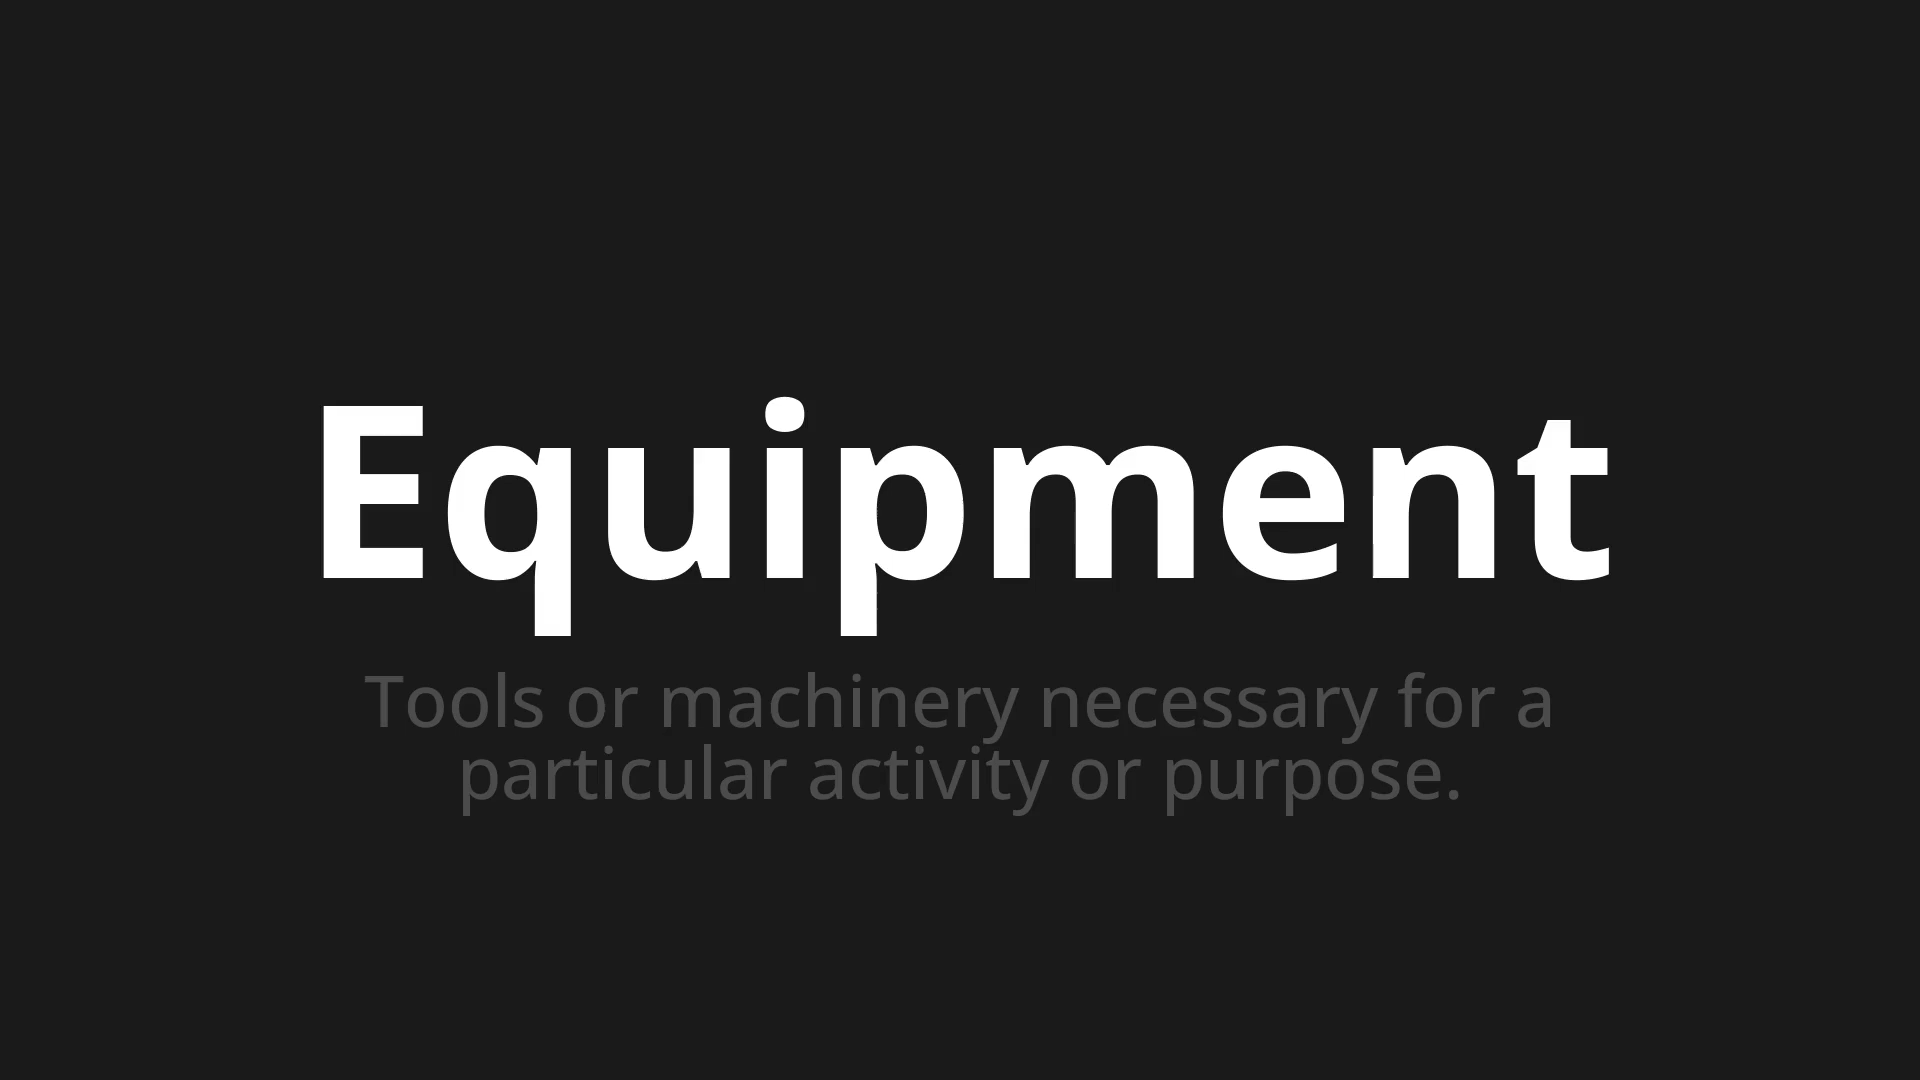 Equipment
Tools or machinery necessary for a
particular activity or purpose.